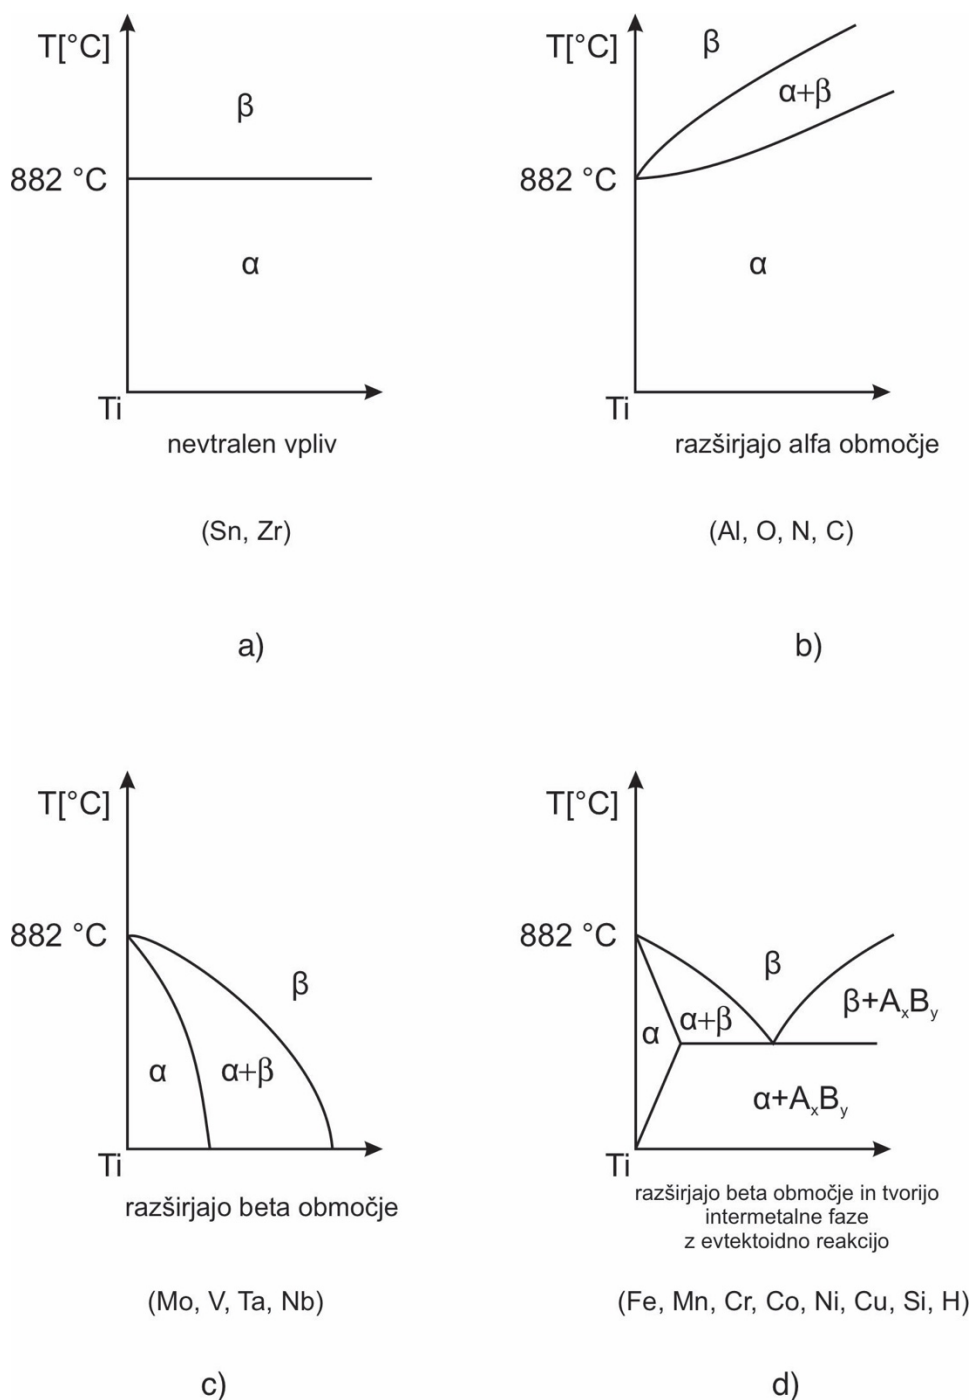 T[°C]
β
882 °C
α
Ti
nevtralen vpliv
(Sn, Zr)
a)
T[°C]
β
α+β
882 °C
α
Ti
razširjajo alfa območje
(Al, O, N, C)
b)
T[°C]
882 °C
β
α
α+β
Ti
razširjajo beta območje
(Mo, V, Ta, Nb)
c)
T[°C]
882 °C
β
β+AₓBᵧ
α
α+β
α+AₓBᵧ
Ti
razširjajo beta območje in tvorijo
intermetalne faze
z evtektoidno reakcijo
(Fe, Mn, Cr, Co, Ni, Cu, Si, H)
d)